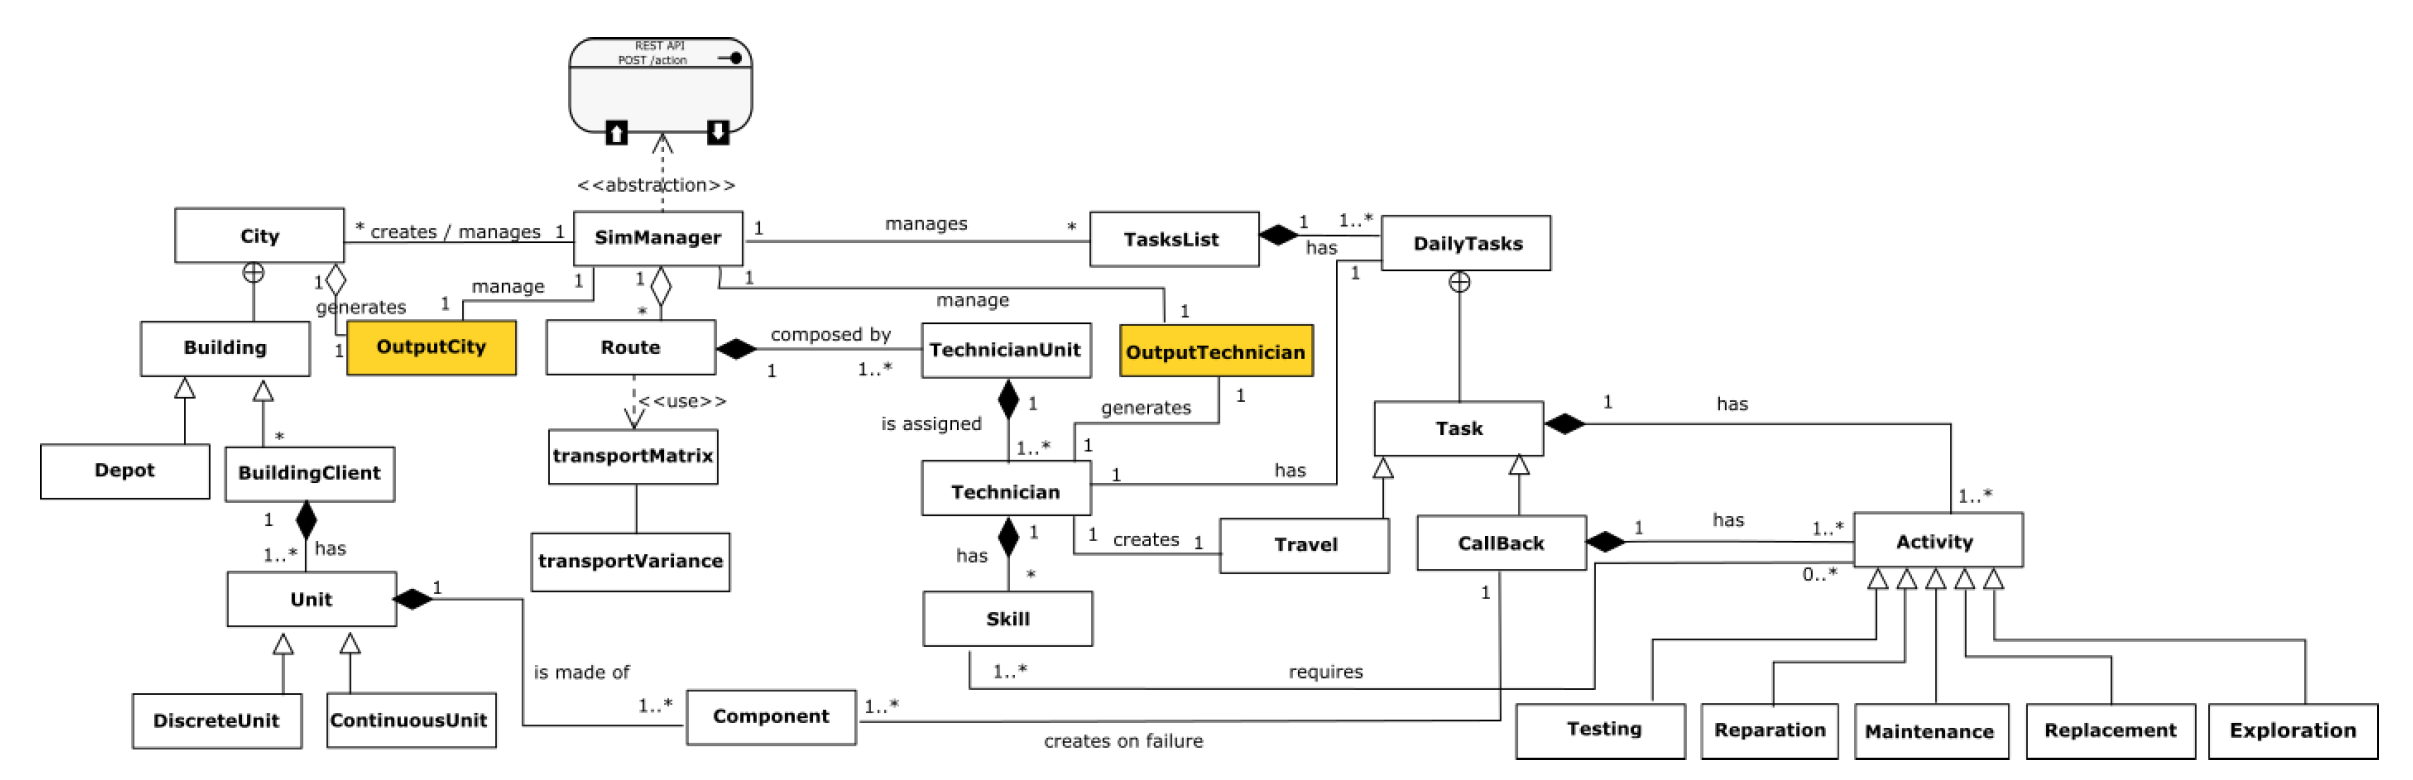 REST API
POST /action
<<abstraction>>
City
* creates / manages 1
SimManager
1 manages *
TasksList
1 1..*
has
DailyTasks
1
generates
1
manage
1
1
1
*
1
manage
1
1
Building
OutputCity
Route
composed by
1 1..*
TechnicianUnit
OutputTechnician
1
<<use>>
1
is assigned
1..*
generates
1
1
has
Task
1 has
1..*
*
Depot
BuildingClient
transportMatrix
Technician
1
1
has
1..*
has
*
1 creates 1
Travel
CallBack
1 has 1..*
Activity
0..*
transportVariance
Unit
1
Skill
1
is made of
1..*
1..*
requires
DiscreteUnit
ContinuousUnit
Component
1..*
creates on failure
Testing
Reparation
Maintenance
Replacement
Exploration